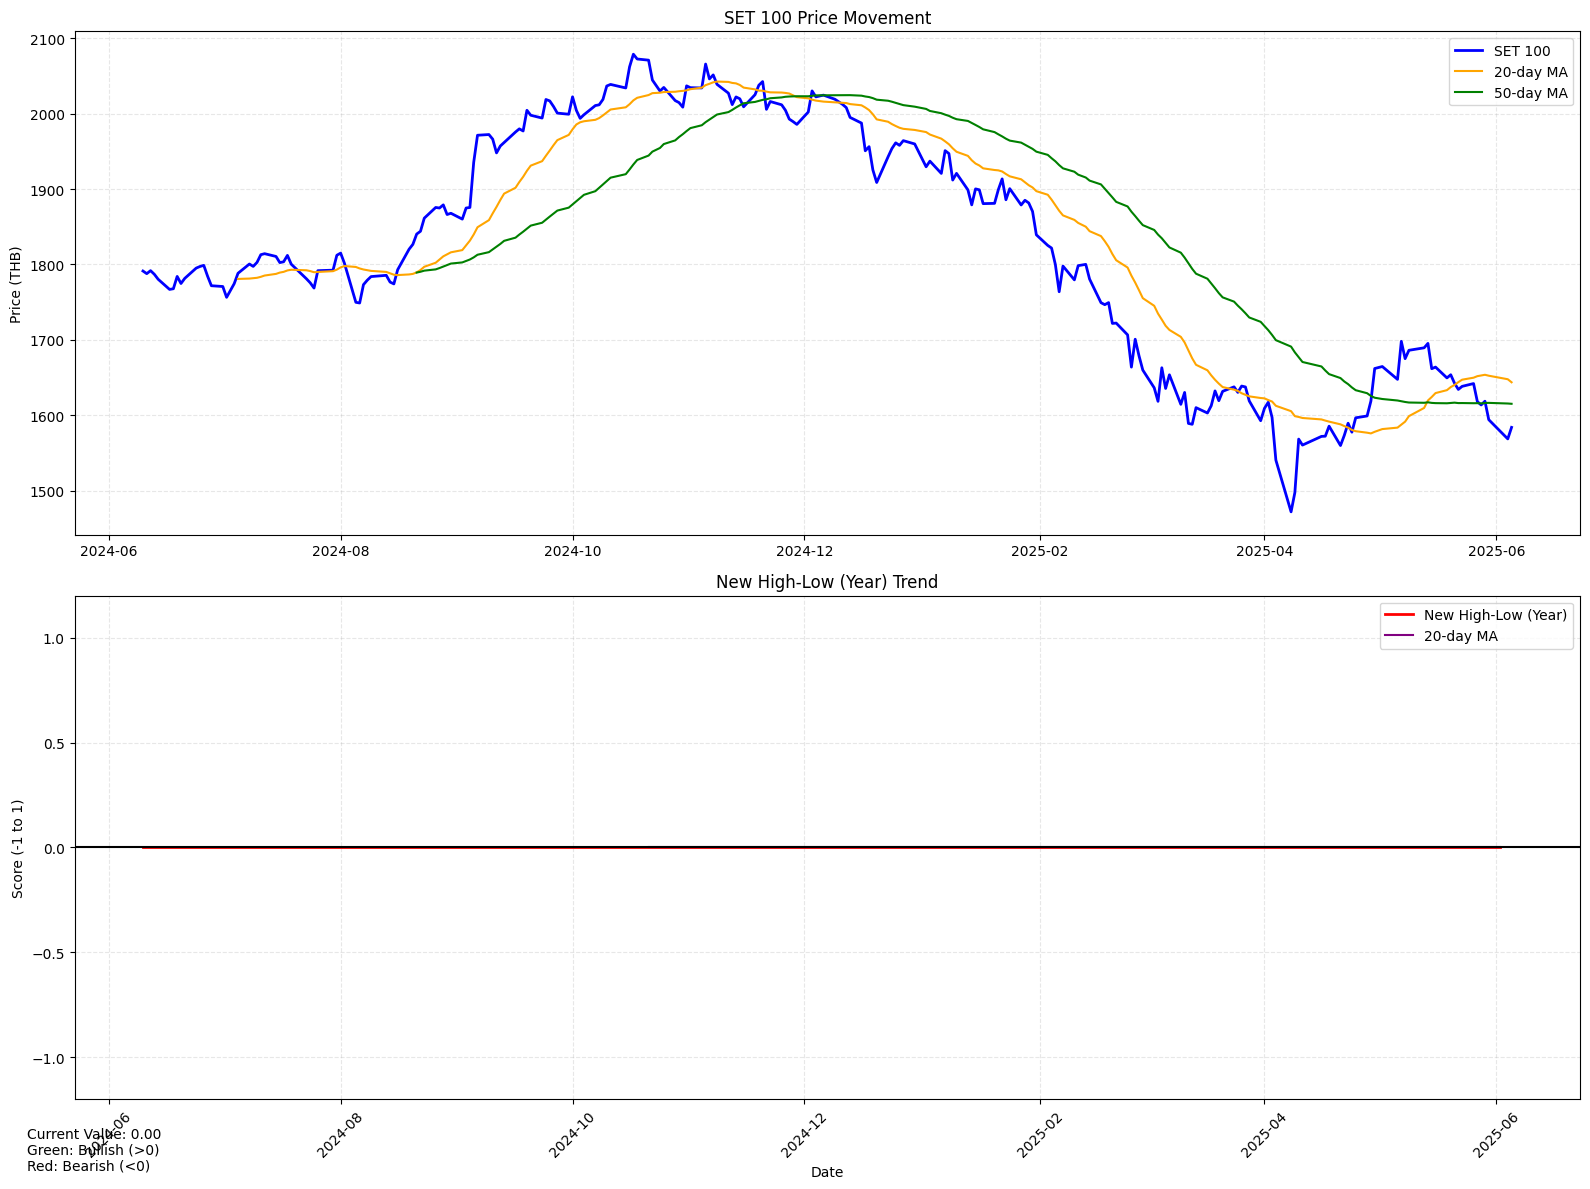 SET 100 Price Movement
Price (THB)
2100
2000
1900
1800
1700
1600
1500
SET 100
20-day MA
50-day MA
2024-06
2024-08
2024-10
2024-12
2025-02
2025-04
2025-06
New High-Low (Year) Trend
Score (-1 to 1)
1.0
0.5
0.0
−0.5
−1.0
New High-Low (Year)
20-day MA
2024-06
2024-08
2024-10
2024-12
2025-02
2025-04
2025-06
Date
Current Value: 0.00
Green: Bullish (>0)
Red: Bearish (<0)